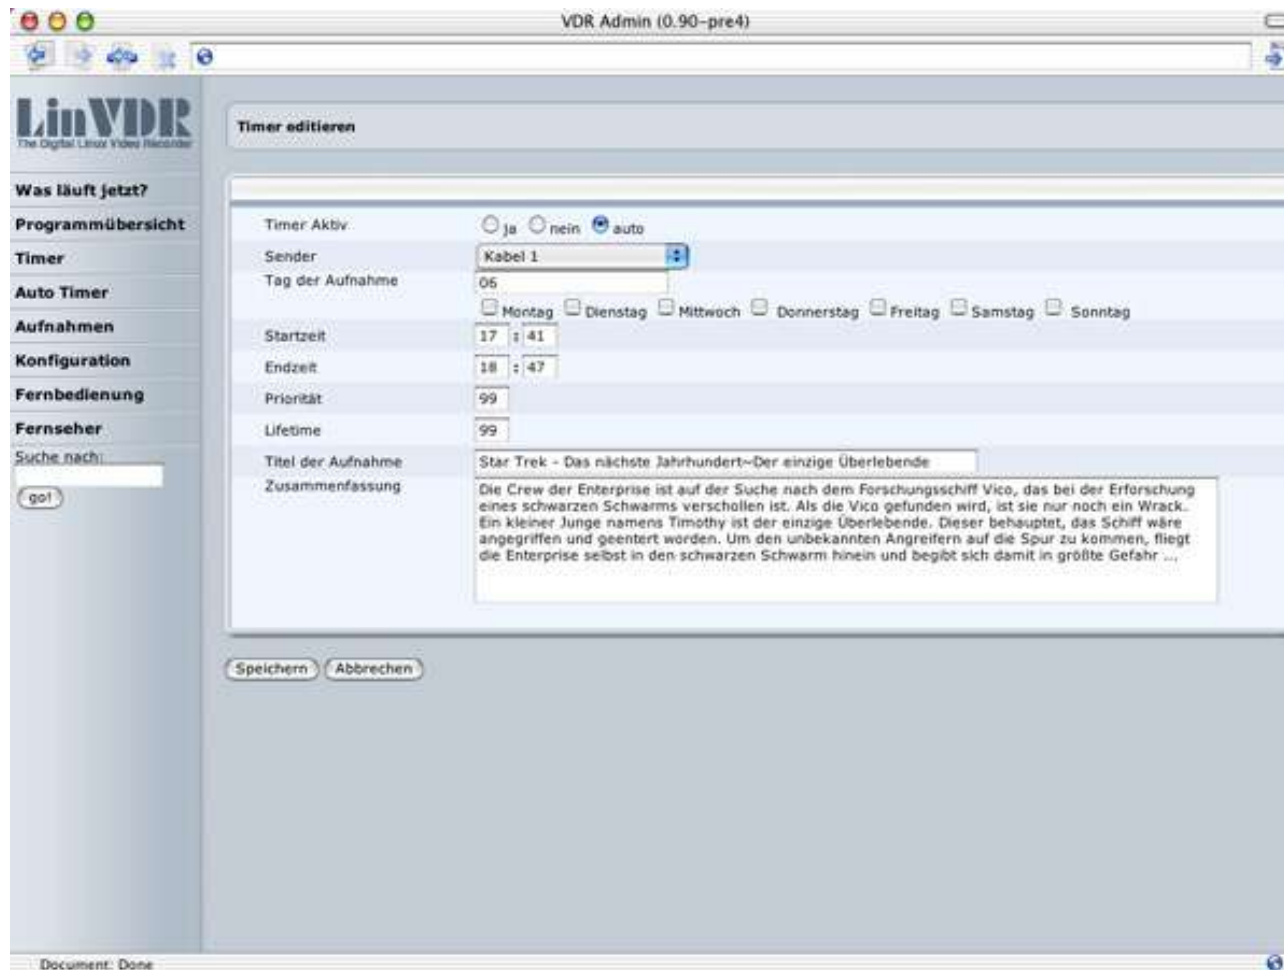 VDR Admin (0.90-pre4)
LinVDR
The Digital Linux Video Recorder
Timer editieren
Was läuft jetzt?
Programmübersicht
Timer
Auto Timer
Aufnahmen
Konfiguration
Fernbedienung
Fernseher
Suche nach:
go!
Timer Aktiv ja nein auto
Sender Kabel 1
Tag der Aufnahme 06
Montag Dienstag Mittwoch Donnerstag Freitag Samstag Sonntag
Startzeit 17 : 41
Endzeit 18 : 47
Priorität 99
Lifetime 99
Titel der Aufnahme Star Trek - Das nächste Jahrhundert~Der einzige Überlebende
Zusammenfassung
Die Crew der Enterprise ist auf der Suche nach dem Forschungsschiff Vico, das bei der Erforschung
eines schwarzen Schwarms verschollen ist. Als die Vico gefunden wird, ist sie nur noch ein Wrack.
Ein kleiner Junge namens Timothy ist der einzige Überlebende. Dieser behauptet, das Schiff wäre
angegriffen und geentert worden. Um den unbekannten Angreifern auf die Spur zu kommen, fliegt
die Enterprise selbst in den schwarzen Schwarm hinein und begibt sich damit in größte Gefahr ...
Speichern Abbrechen
Document: Done